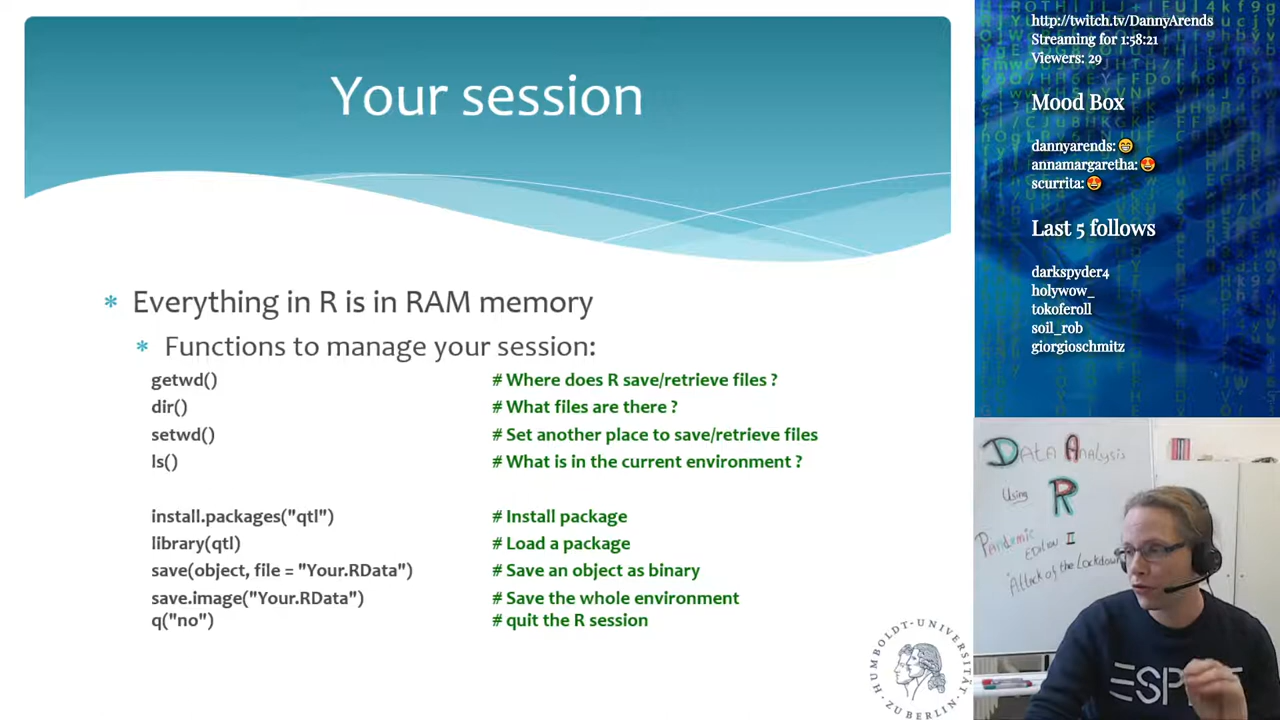 Your session
* Everything in R is in RAM memory
* Functions to manage your session:
getwd() # Where does R save/retrieve files ?
dir() # What files are there ?
setwd() # Set another place to save/retrieve files
ls() # What is in the current environment ?
install.packages("qtl") # Install package
library(qtl) # Load a package
save(object, file = "Your.RData") # Save an object as binary
save.image("Your.RData") # Save the whole environment
q("no") # quit the R session
HUMBOLDT-UNIVERSITÄT ZU BERLIN
http://twitch.tv/DannyArends
Streaming for 1:58:21
Viewers: 29
Mood Box
dannyarends: 😁
annamargaretha: 😍
scurrita: 🤩
Last 5 follows
darkspyder4
holywow_
tokoferoll
soil_rob
giorgioschmitz
Data Analysis
Using
R
Pandemic
Edition II
'Attack of the Lockdown